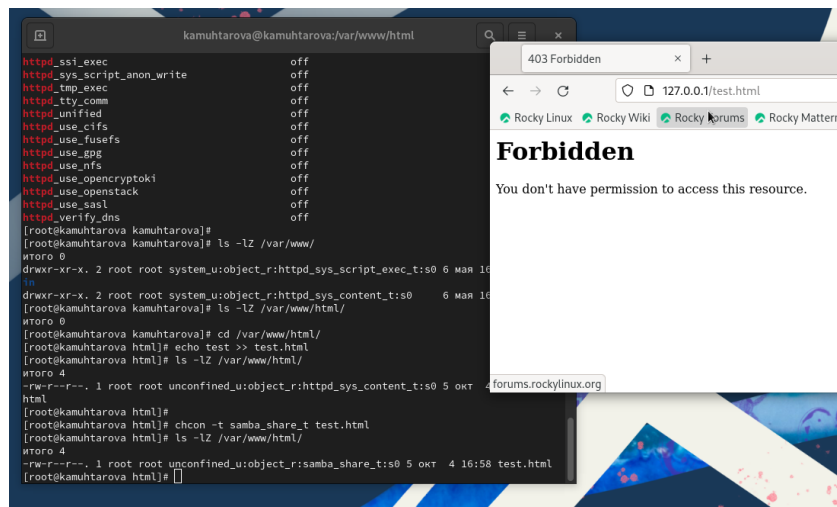 kamuhtarova@kamuhtarova:/var/www/html
httpd_ssi_exec off
httpd_sys_script_anon_write off
httpd_tmp_exec off
httpd_tty_comm off
httpd_unified off
httpd_use_cifs off
httpd_use_fusefs off
httpd_use_gpg off
httpd_use_nfs off
httpd_use_opencryptoki off
httpd_use_openstack off
httpd_use_sasl off
httpd_verify_dns off
[root@kamuhtarova kamuhtarova]#
[root@kamuhtarova kamuhtarova]# ls -lZ /var/www/
итого 0
drwxr-xr-x. 2 root root system_u:object_r:httpd_sys_script_exec_t:s0 6 мая 16
in
drwxr-xr-x. 2 root root system_u:object_r:httpd_sys_content_t:s0 6 мая 16
[root@kamuhtarova kamuhtarova]# ls -lZ /var/www/html/
итого 0
[root@kamuhtarova kamuhtarova]# cd /var/www/html/
[root@kamuhtarova html]# echo test >> test.html
[root@kamuhtarova html]# ls -lZ /var/www/html/
итого 4
-rw-r--r--. 1 root root unconfined_u:object_r:httpd_sys_content_t:s0 5 окт 4
html
[root@kamuhtarova html]#
[root@kamuhtarova html]# chcon -t samba_share_t test.html
[root@kamuhtarova html]# ls -lZ /var/www/html/
итого 4
-rw-r--r--. 1 root root unconfined_u:object_r:samba_share_t:s0 5 окт 4 16:58 test.html
[root@kamuhtarova html]#
403 Forbidden
127.0.0.1/test.html
Rocky Linux Rocky Wiki Rocky Forums Rocky Mattern
Forbidden
You don't have permission to access this resource.
forums.rockylinux.org